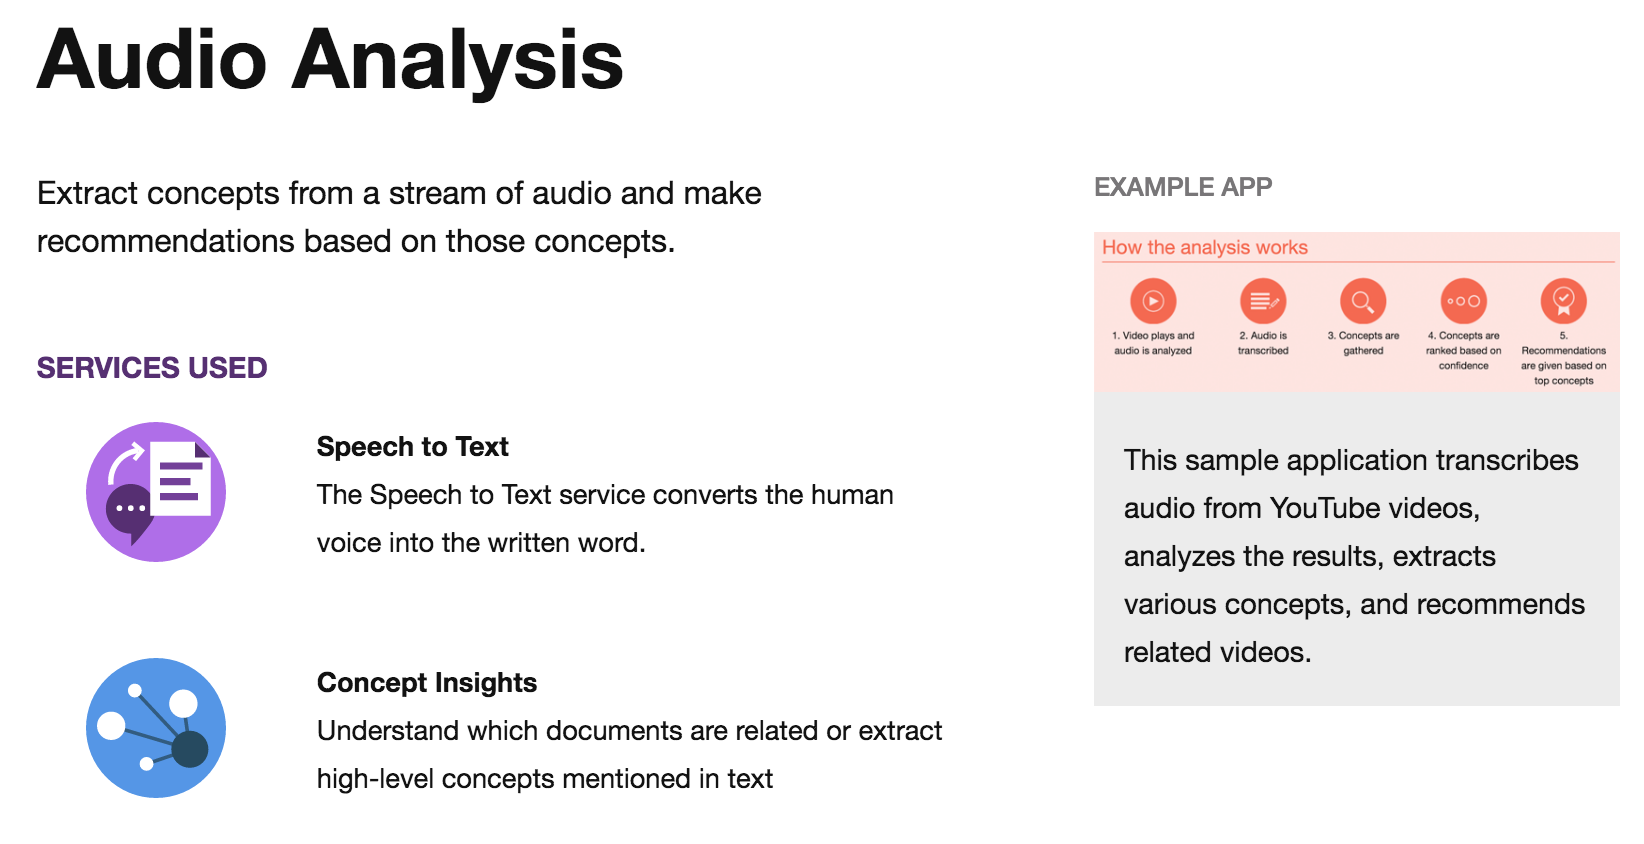 Audio Analysis
Extract concepts from a stream of audio and make
recommendations based on those concepts.
SERVICES USED
Speech to Text
The Speech to Text service converts the human
voice into the written word.
Concept Insights
Understand which documents are related or extract
high-level concepts mentioned in text
EXAMPLE APP
How the analysis works
1. Video plays and
audio is analyzed
2. Audio is
transcribed
3. Concepts are
gathered
4. Concepts are
ranked based on
confidence
5.
Recommendations
are given based on
top concepts
This sample application transcribes
audio from YouTube videos,
analyzes the results, extracts
various concepts, and recommends
related videos.